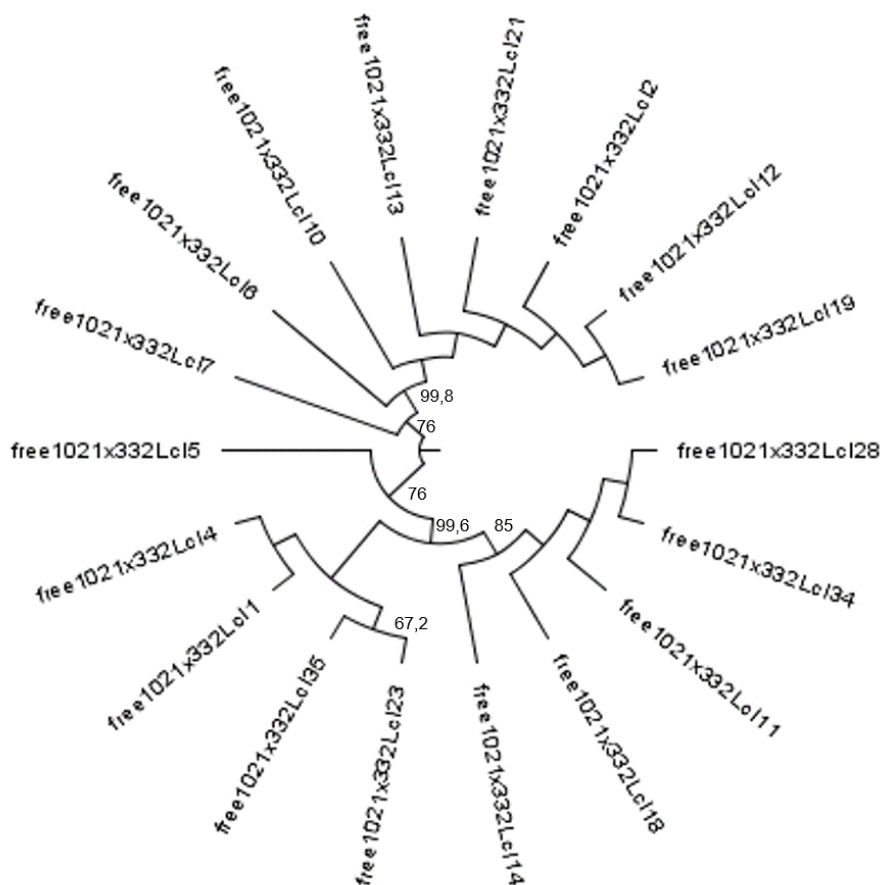 free1021x332Lcl21
free1021x332Lcl13
free1021x332Lcl2
free1021x332Lcl10
free1021x332Lcl12
free1021x332Lcl6
free1021x332Lcl19
free1021x332Lcl7
99,8
76
free1021x332Lcl5
free1021x332Lcl28
76
99,6
85
free1021x332Lcl4
free1021x332Lcl34
free1021x332Lcl1
67,2
free1021x332Lcl11
free1021x332Lcl35
free1021x332Lcl23
free1021x332Lcl14
free1021x332Lcl18